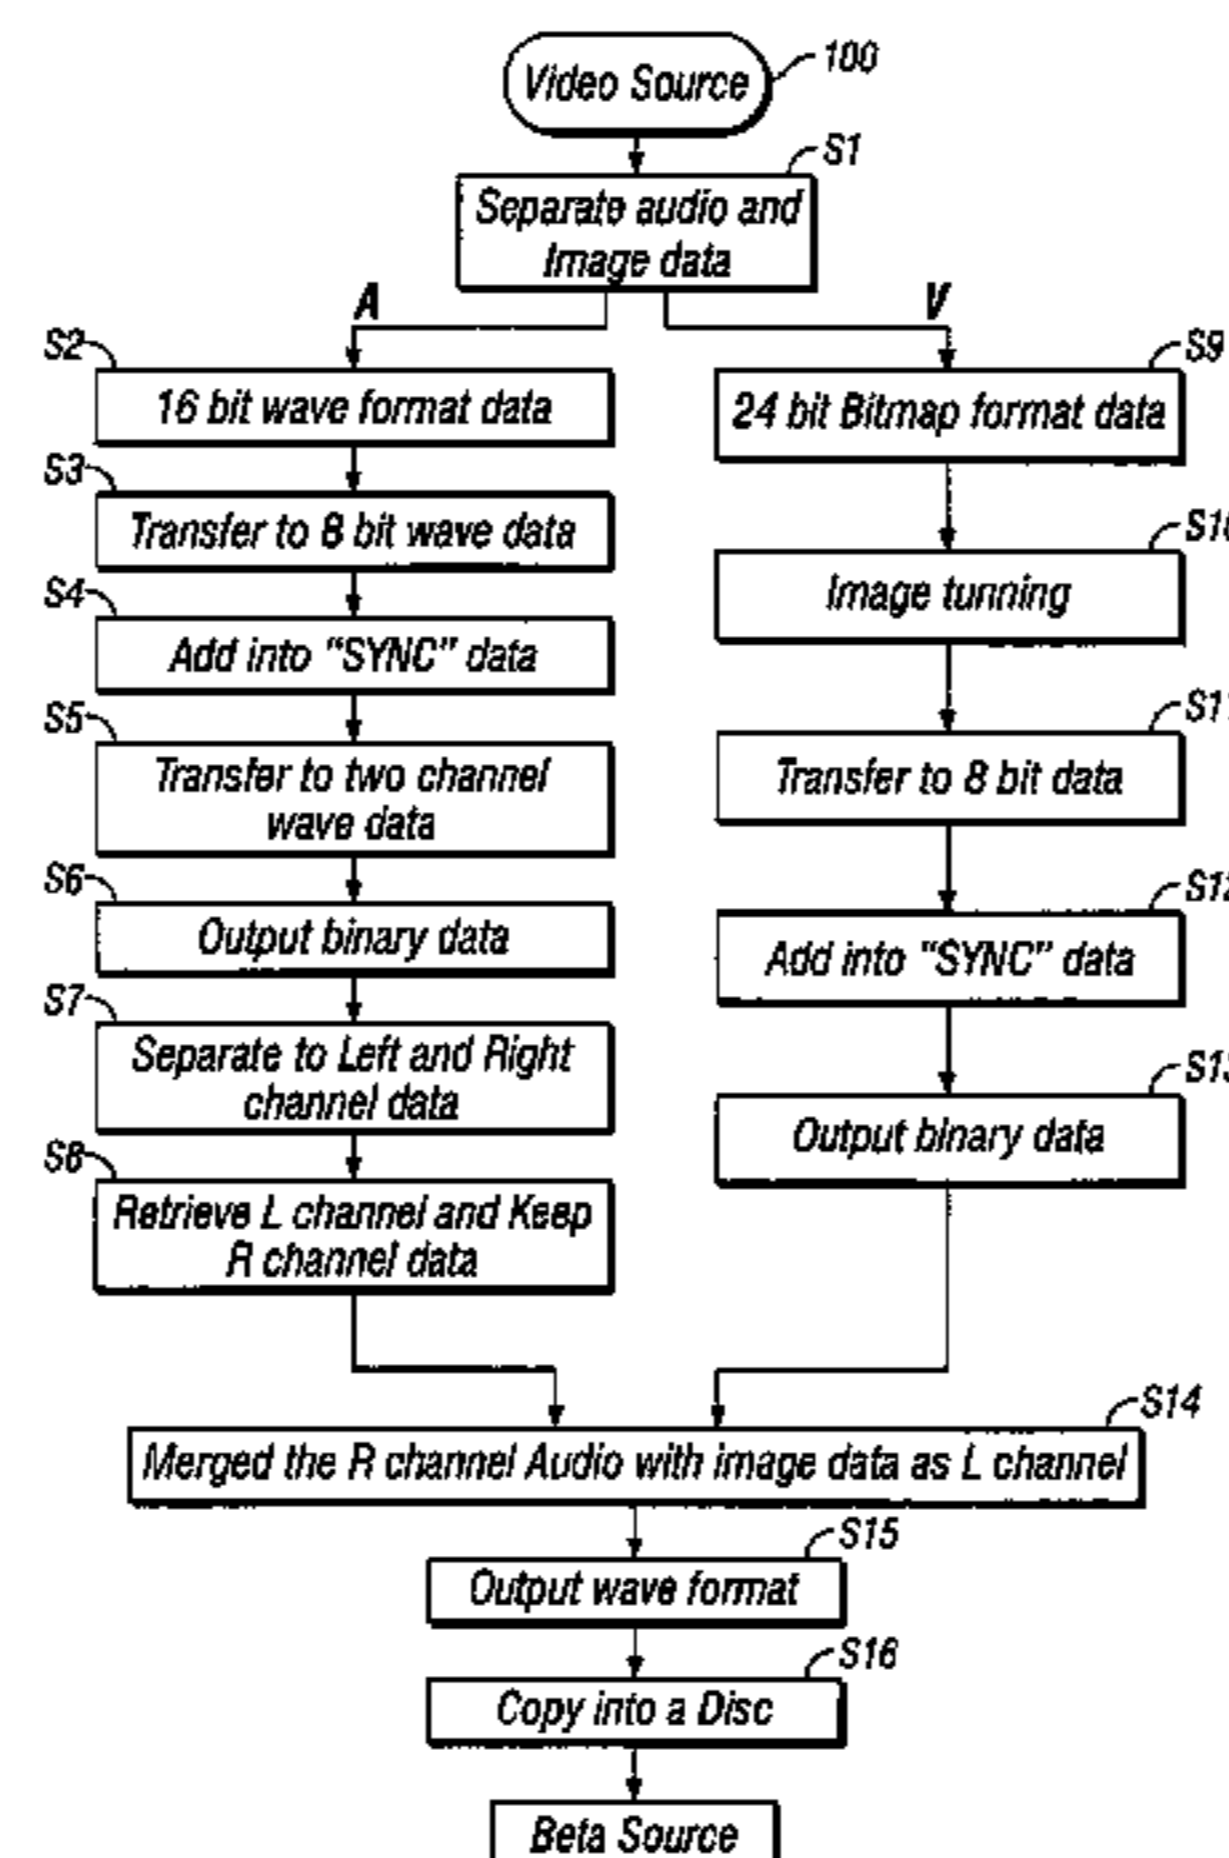 Video Source
100
S1
Separate audio and
Image data
A
V
S2
16 bit wave format data
S3
Transfer to 8 bit wave data
S4
Add into "SYNC" data
S5
Transfer to two channel
wave data
S6
Output binary data
S7
Separate to Left and Right
channel data
S8
Retrieve L channel and Keep
R channel data
S9
24 bit Bitmap format data
S10
Image tunning
S11
Transfer to 8 bit data
S12
Add into "SYNC" data
S13
Output binary data
S14
Merged the R channel Audio with image data as L channel
S15
Output wave format
S16
Copy into a Disc
Beta Source